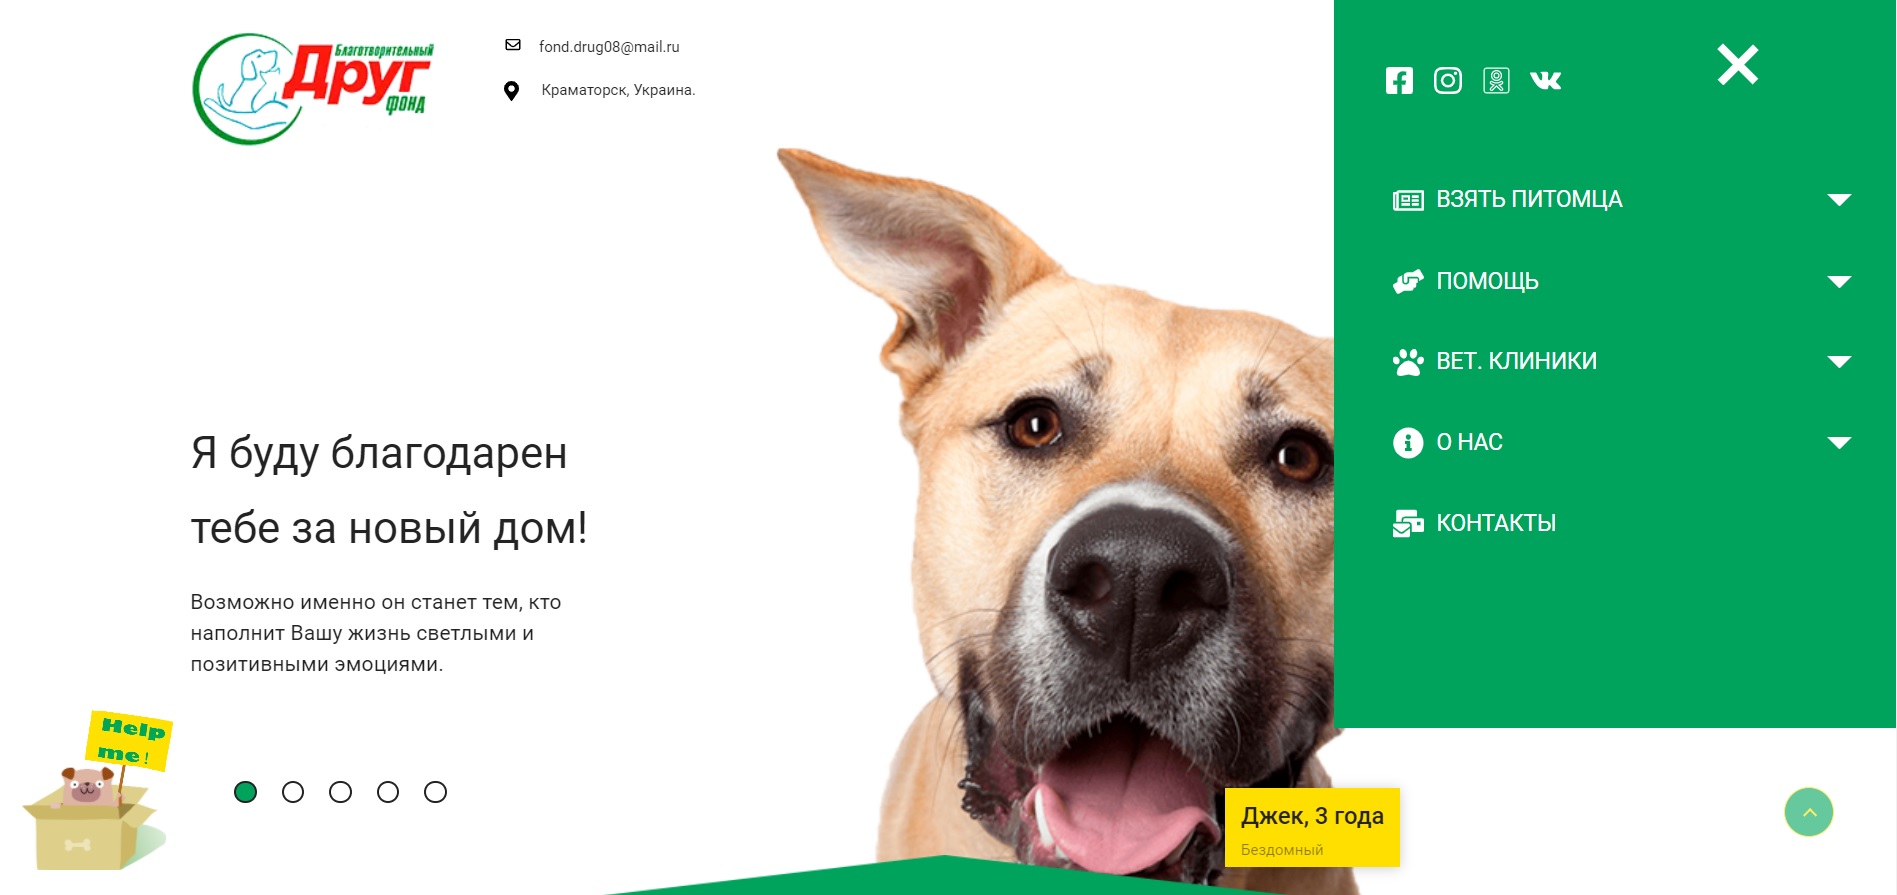 Благотворительный
Друг
фонд
fond.drug08@mail.ru
Краматорск, Украина.
ВЗЯТЬ ПИТОМЦА
ПОМОЩЬ
ВЕТ. КЛИНИКИ
О НАС
КОНТАКТЫ
Я буду благодарен
тебе за новый дом!
Возможно именно он станет тем, кто
наполнит Вашу жизнь светлыми и
позитивными эмоциями.
Help
me!
Джек, 3 года
Бездомный